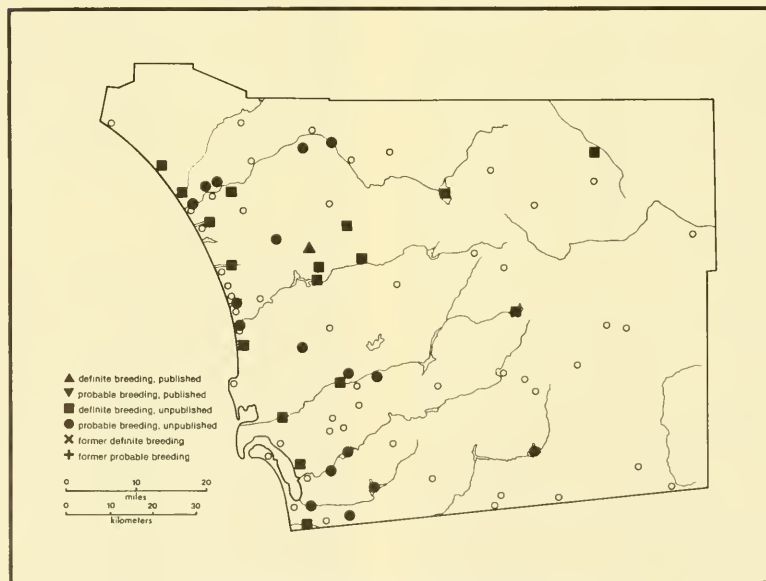 definite breeding, published
probable breeding, published
definite breeding, unpublished
probable breeding, unpublished
former definite breeding
former probable breeding
0 10 20
miles
0 10 20 30
kilometers